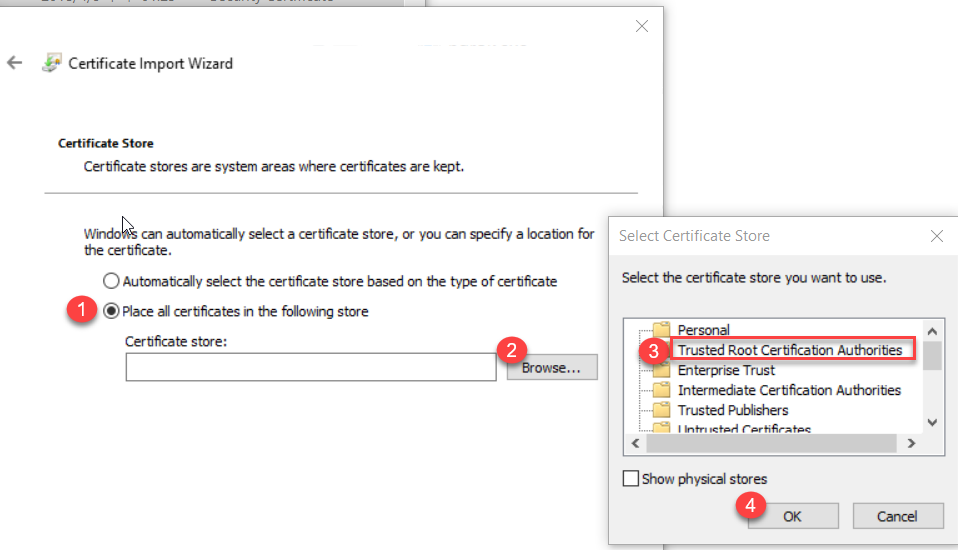 Security Certificate
Certificate Import Wizard
Certificate Store
Certificate stores are system areas where certificates are kept.
Windows can automatically select a certificate store, or you can specify a location for
the certificate.
Automatically select the certificate store based on the type of certificate
1
Place all certificates in the following store
Certificate store:
2
Browse...
Select Certificate Store
Select the certificate store you want to use.
Personal
3
Trusted Root Certification Authorities
Enterprise Trust
Intermediate Certification Authorities
Trusted Publishers
Untrusted Certificates
Show physical stores
4
OK
Cancel